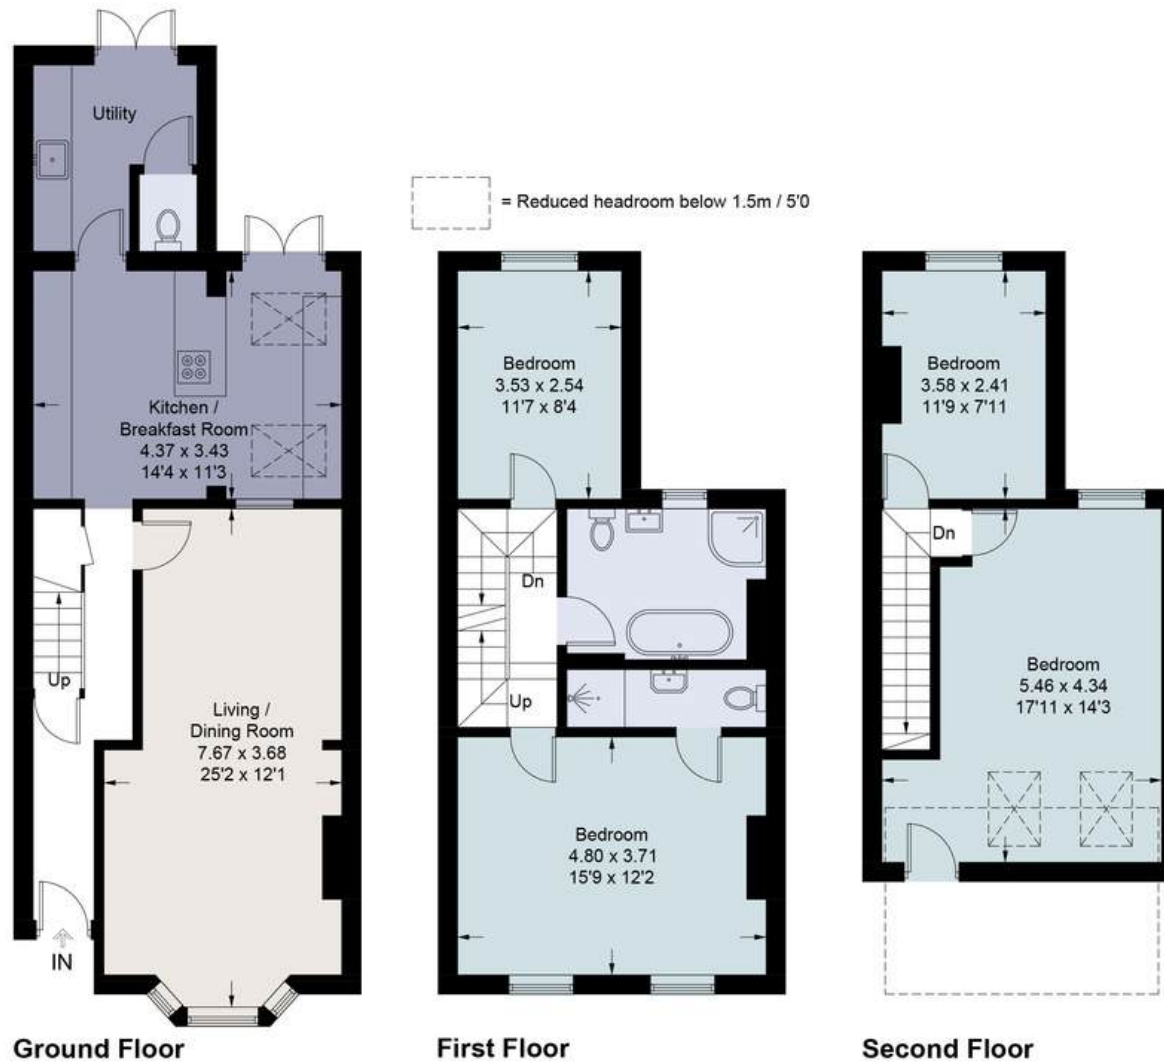 Utility
Kitchen /
Breakfast Room
4.37 x 3.43
14'4 x 11'3
Up
Living /
Dining Room
7.67 x 3.68
25'2 x 12'1
IN
Ground Floor
= Reduced headroom below 1.5m / 5'0
Bedroom
3.53 x 2.54
11'7 x 8'4
Dn
Up
Bedroom
4.80 x 3.71
15'9 x 12'2
First Floor
Bedroom
3.58 x 2.41
11'9 x 7'11
Dn
Bedroom
5.46 x 4.34
17'11 x 14'3
Second Floor